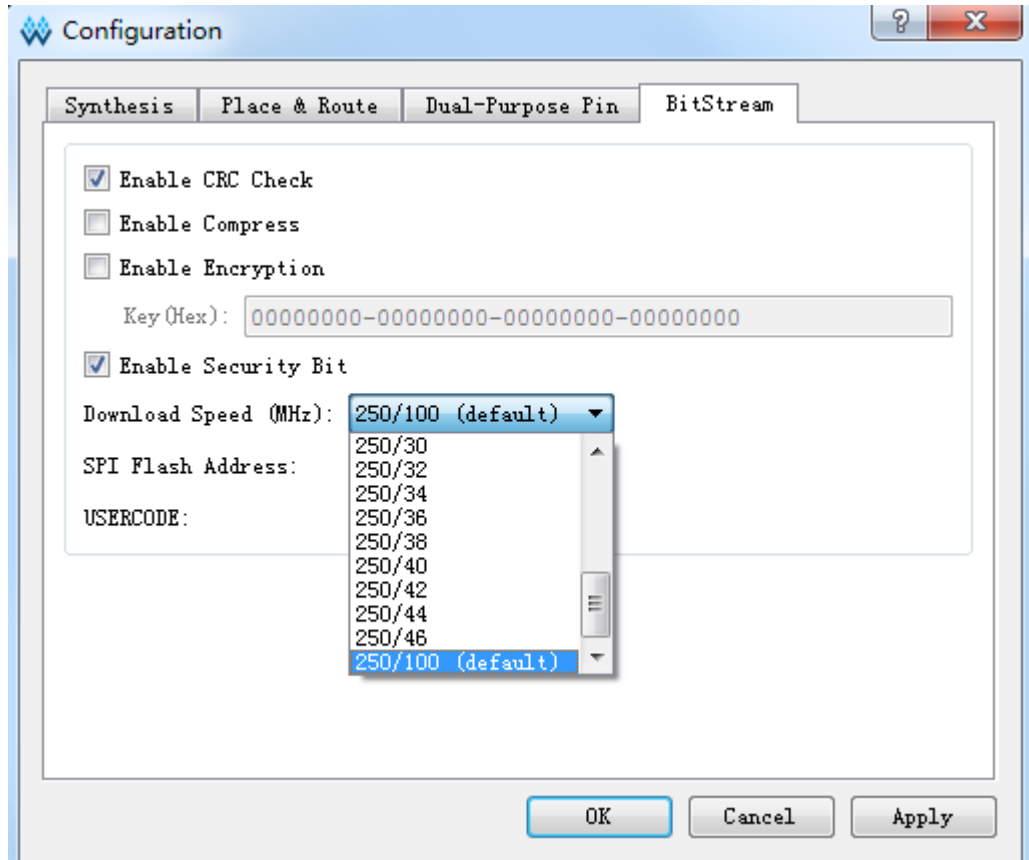 Configuration
Synthesis Place & Route Dual-Purpose Pin BitStream
Enable CRC Check
Enable Compress
Enable Encryption
Key(Hex): 00000000-00000000-00000000-00000000
Enable Security Bit
Download Speed (MHz): 250/100 (default)
250/30
SPI Flash Address: 250/32
250/34
USERCODE: 250/36
250/38
250/40
250/42
250/44
250/46
250/100 (default)
OK Cancel Apply